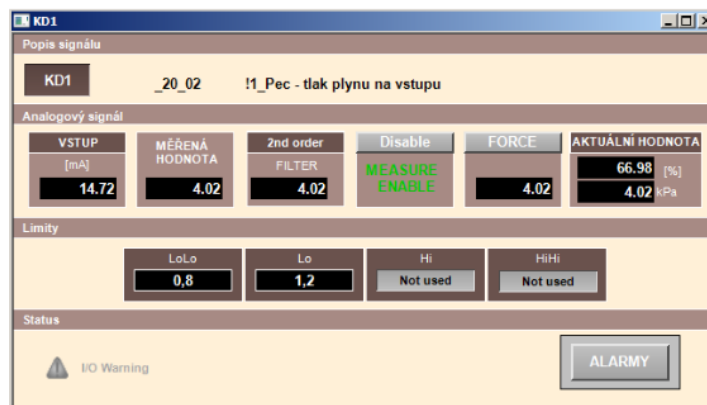 KD1
Popis signálu
KD1 _20_02 !1_Pec - tlak plynu na vstupu
Analogový signál
VSTUP
[mA]
14.72
MĚŘENÁ
HODNOTA
4.02
2nd order
FILTER
4.02
Disable
MEASURE
ENABLE
FORCE
4.02
AKTUÁLNÍ HODNOTA
66.98 [%]
4.02 kPa
Limity
LoLo
0,8
Lo
1,2
Hi
Not used
HiHi
Not used
Status
I/O Warning
ALARMY